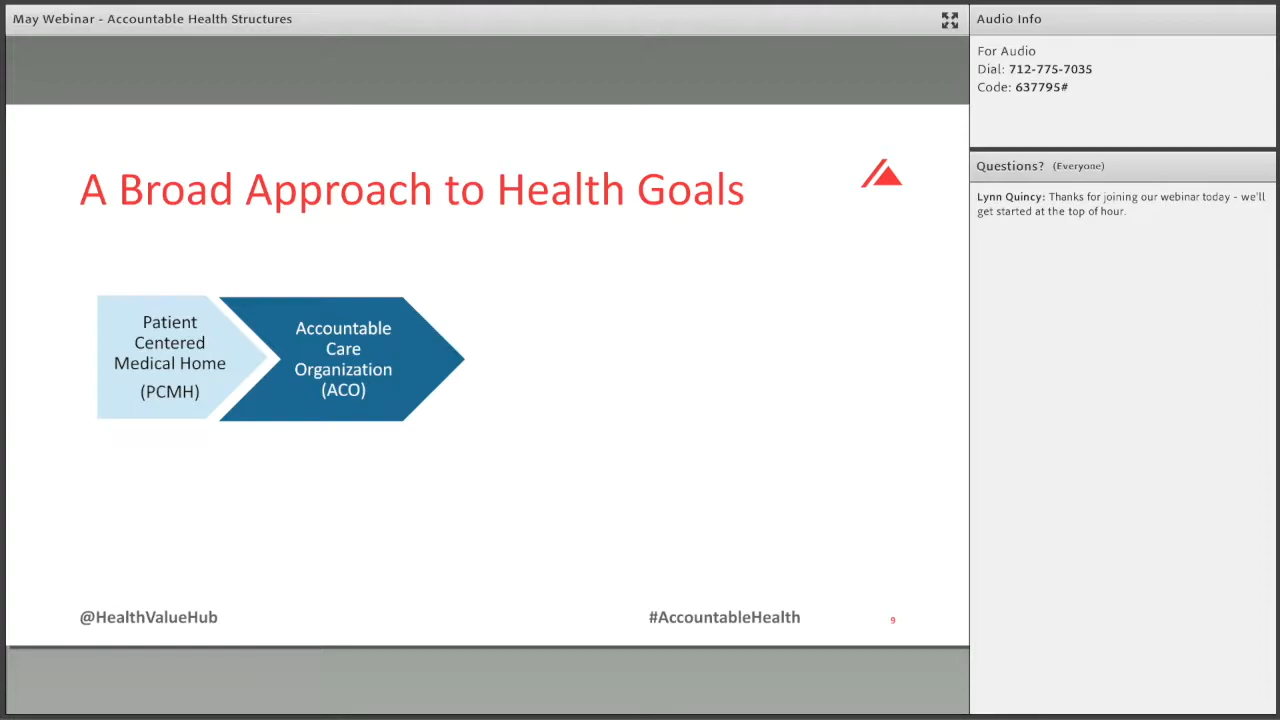 May Webinar - Accountable Health Structures
A Broad Approach to Health Goals
Patient
Centered
Medical Home
(PCMH)
Accountable
Care
Organization
(ACO)
@HealthValueHub
#AccountableHealth
9
Audio Info
For Audio
Dial: 712-775-7035
Code: 637795#
Questions? (Everyone)
Lynn Quincy: Thanks for joining our webinar today - we'll
get started at the top of hour.